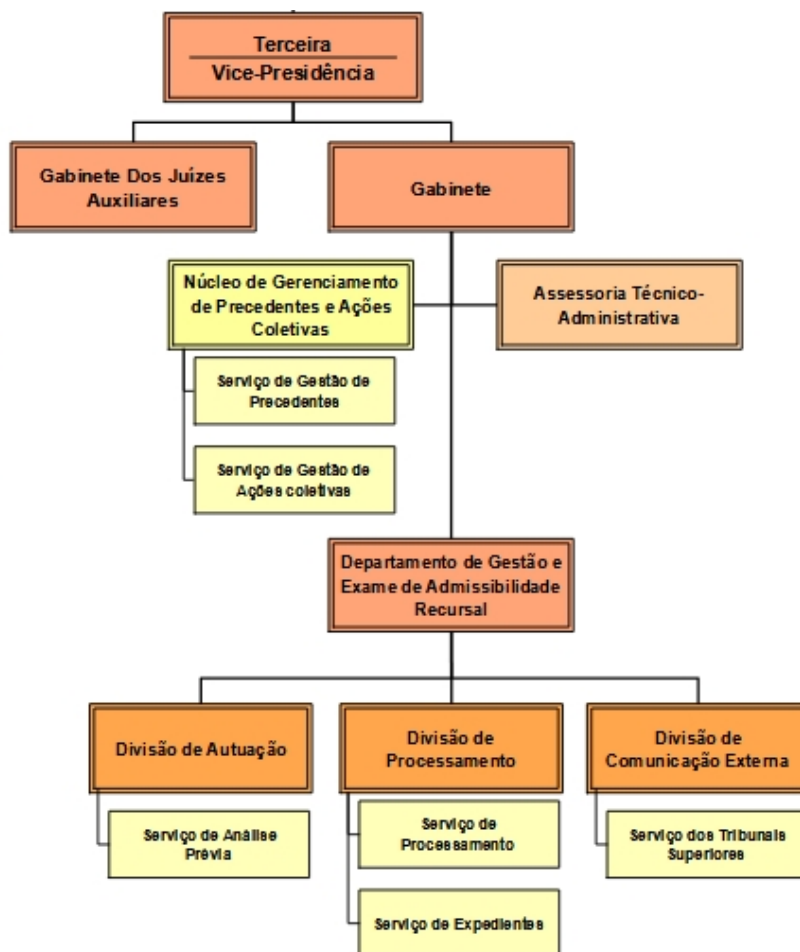 Terceira
Vice-Presidência
Gabinete Dos Juízes
Auxiliares
Gabinete
Núcleo de Gerenciamento
de Precedentes e Ações
Coletivas
Assessoria Técnico-
Administrativa
Serviço de Gestão de
Precedentes
Serviço de Gestão de
Ações coletivas
Departamento de Gestão e
Exame de Admissibilidade
Recursal
Divisão de Autuação
Divisão de
Processamento
Divisão de
Comunicação Externa
Serviço de Análise
Prévia
Serviço de
Processamento
Serviço dos Tribunais
Superiores
Serviço de Expedientes